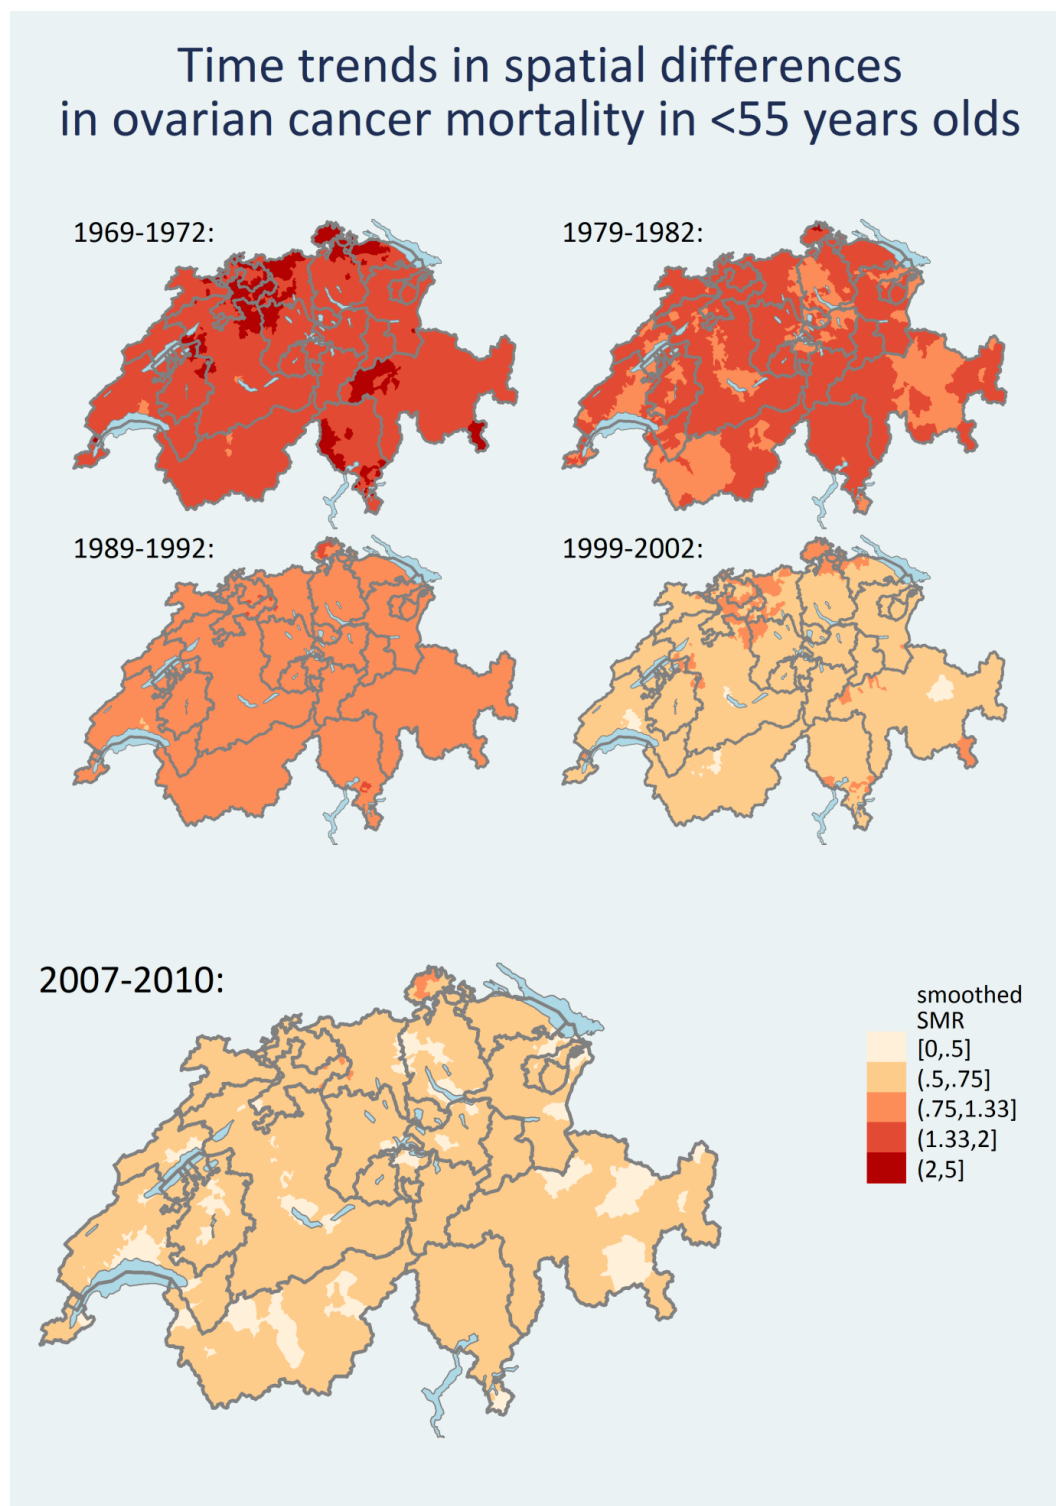 Time trends in spatial differences
in ovarian cancer mortality in <55 years olds
1969-1972:
1979-1982:
1989-1992:
1999-2002:
2007-2010:
smoothed
SMR
[0,.5]
(.5,.75]
(.75,1.33]
(1.33,2]
(2,5]